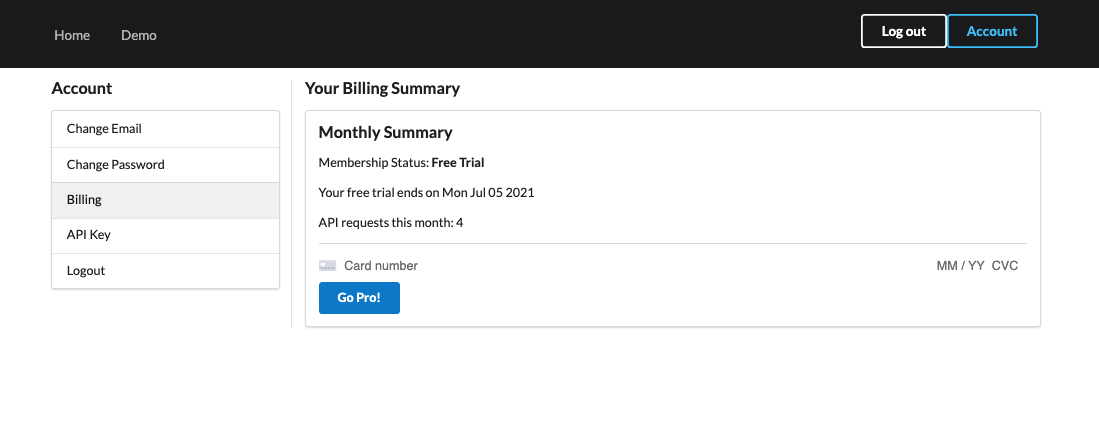 Home Demo Log out Account
Account
Change Email
Change Password
Billing
API Key
Logout
Your Billing Summary
Monthly Summary
Membership Status: Free Trial
Your free trial ends on Mon Jul 05 2021
API requests this month: 4
Card number MM / YY CVC
Go Pro!